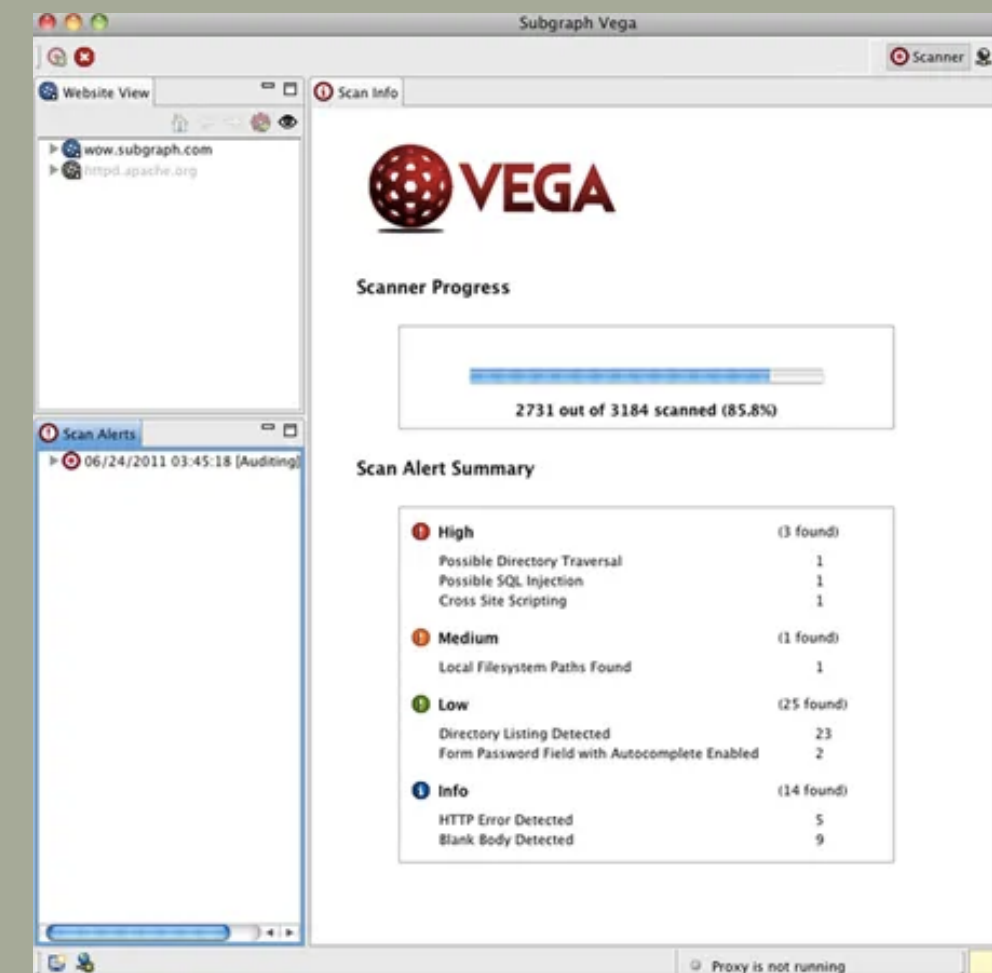 Subgraph Vega
Scanner
Website View
Scan Info
wow.subgraph.com
httpd.apache.org
VEGA
Scanner Progress
2731 out of 3184 scanned (85.8%)
Scan Alerts
06/24/2011 03:45:18 [Auditing]
Scan Alert Summary
High (3 found)
Possible Directory Traversal 1
Possible SQL Injection 1
Cross Site Scripting 1
Medium (1 found)
Local Filesystem Paths Found 1
Low (25 found)
Directory Listing Detected 23
Form Password Field with Autocomplete Enabled 2
Info (14 found)
HTTP Error Detected 5
Blank Body Detected 9
Proxy is not running